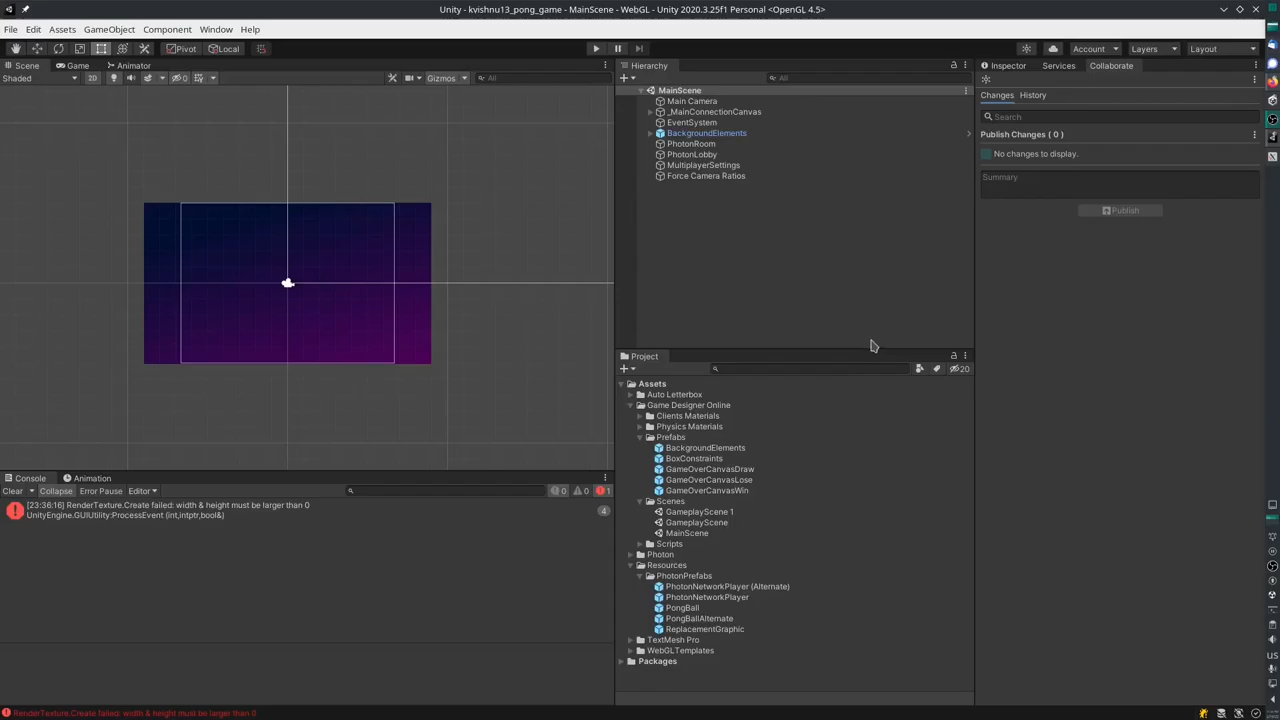 Unity - kvishnu13_pong_game - MainScene - WebGL - Unity 2020.3.25f1 Personal <OpenGL 4.5>
File Edit Assets GameObject Component Window Help
Pivot Local Account Layers Layout
Scene Game Animator
Shaded 2D 0 Gizmos All
Hierarchy
All
MainScene
Main Camera
_MainConnectionCanvas
EventSystem
BackgroundElements
PhotonRoom
PhotonLobby
MultiplayerSettings
Force Camera Ratios
Inspector Services Collaborate
Changes History
Search
Publish Changes ( 0 )
No changes to display.
Summary
Publish
Project
20
Assets
Auto Letterbox
Game Designer Online
Clients Materials
Physics Materials
Prefabs
BackgroundElements
BoxConstraints
GameOverCanvasDraw
GameOverCanvasLose
GameOverCanvasWin
Scenes
GameplayScene 1
GameplayScene
MainScene
Scripts
Photon
Resources
PhotonPrefabs
PhotonNetworkPlayer (Alternate)
PhotonNetworkPlayer
PongBall
PongBallAlternate
ReplacementGraphic
TextMesh Pro
WebGLTemplates
Packages
Console Animation
Clear Collapse Error Pause Editor 0 0 1
[23:36:16] RenderTexture.Create failed: width & height must be larger than 0
UnityEngine.GUIUtility:ProcessEvent (int,intptr,bool&)
4
RenderTexture.Create failed: width & height must be larger than 0
US